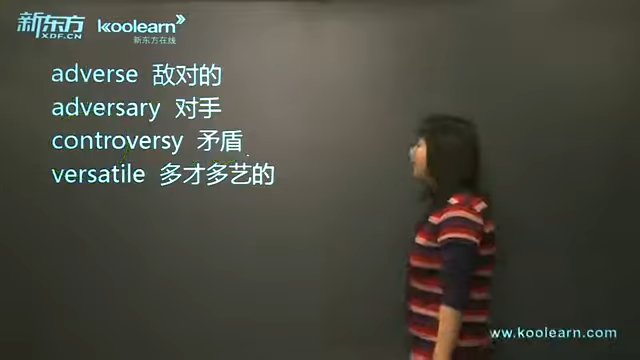 新东方 koolearn
XDF.CN 新东方在线
adverse 敌对的
adversary 对手
controversy 矛盾
versatile 多才多艺的
ww.koolearn.com